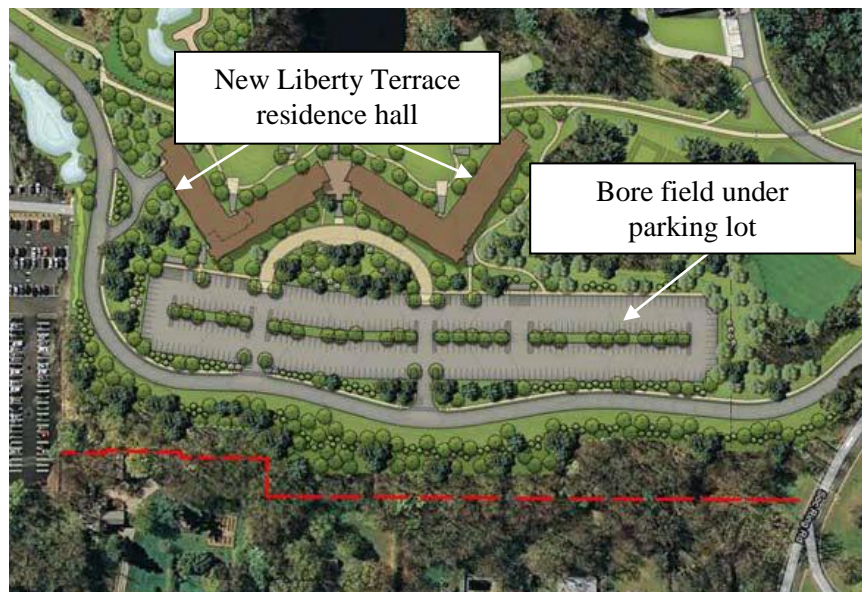 New Liberty Terrace
residence hall
Bore field under
parking lot